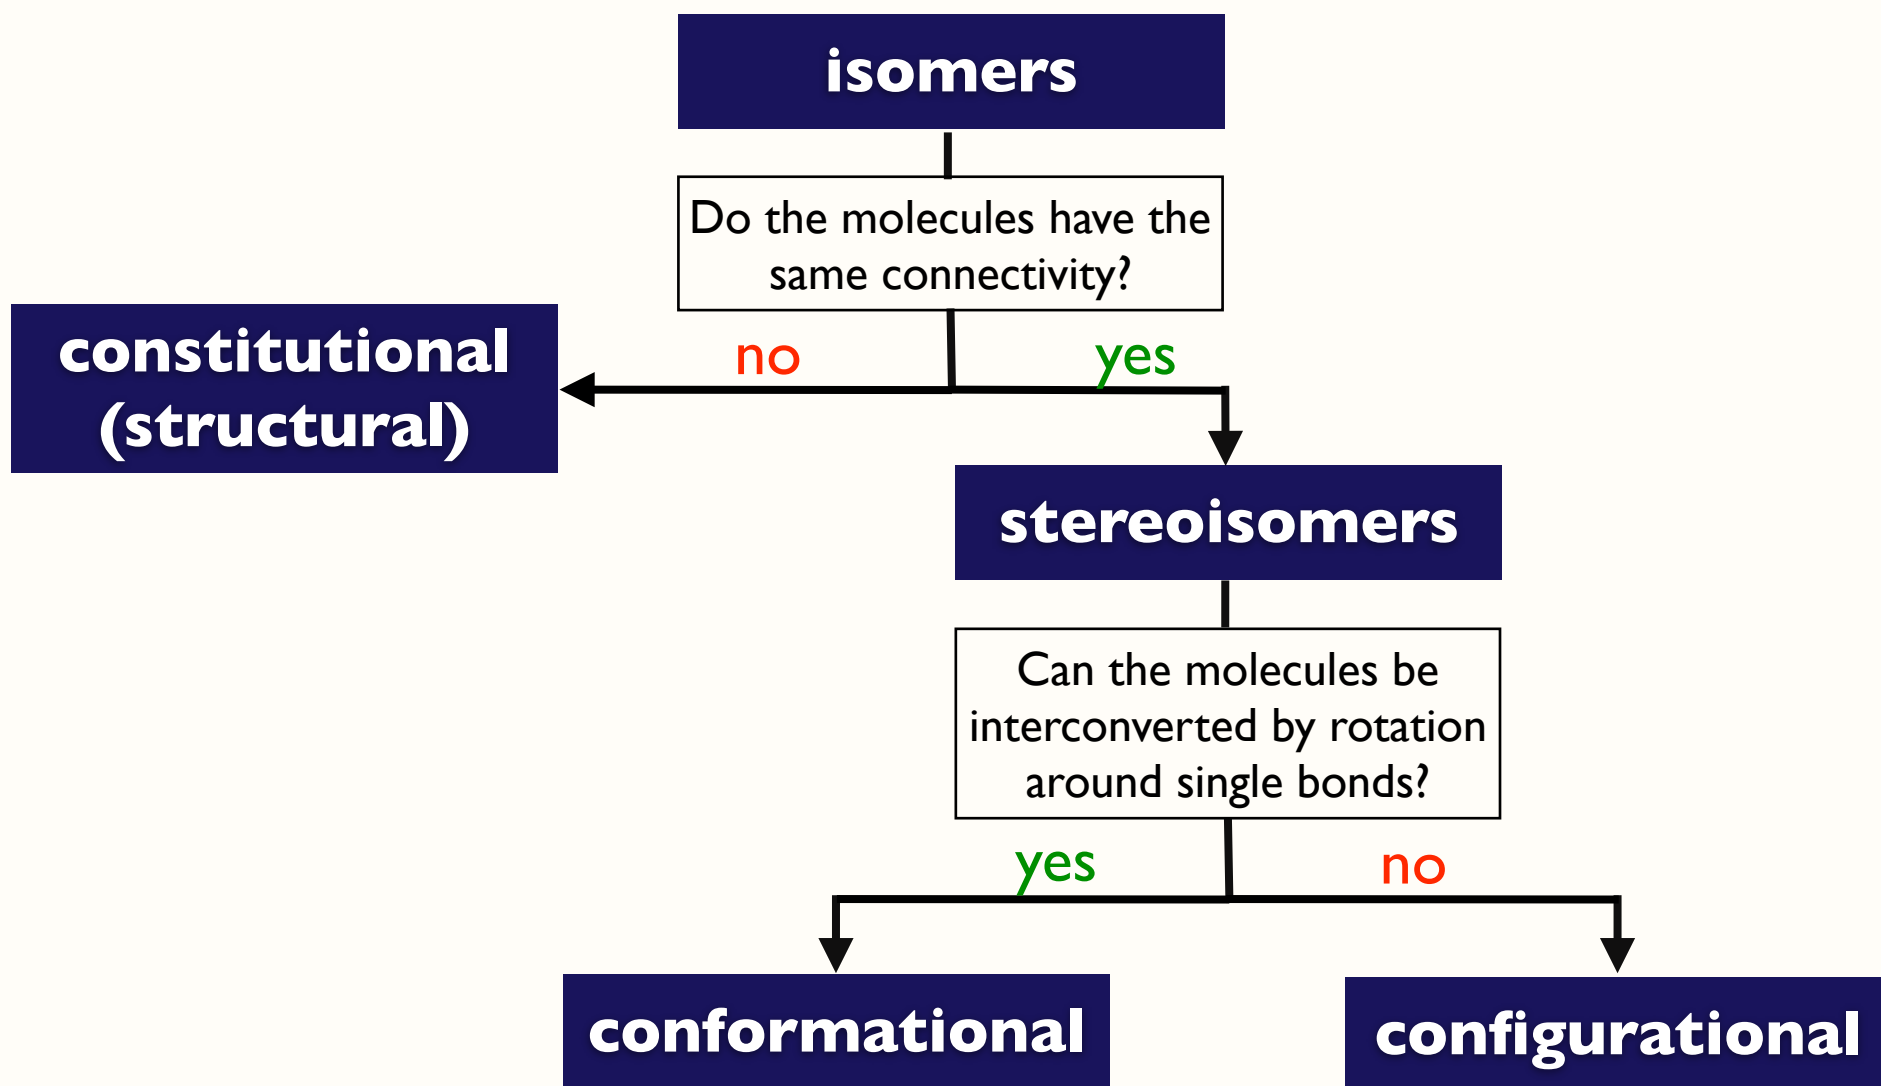 isomers
Do the molecules have the
same connectivity?
no
yes
constitutional
(structural)
stereoisomers
Can the molecules be
interconverted by rotation
around single bonds?
yes
no
conformational
configurational